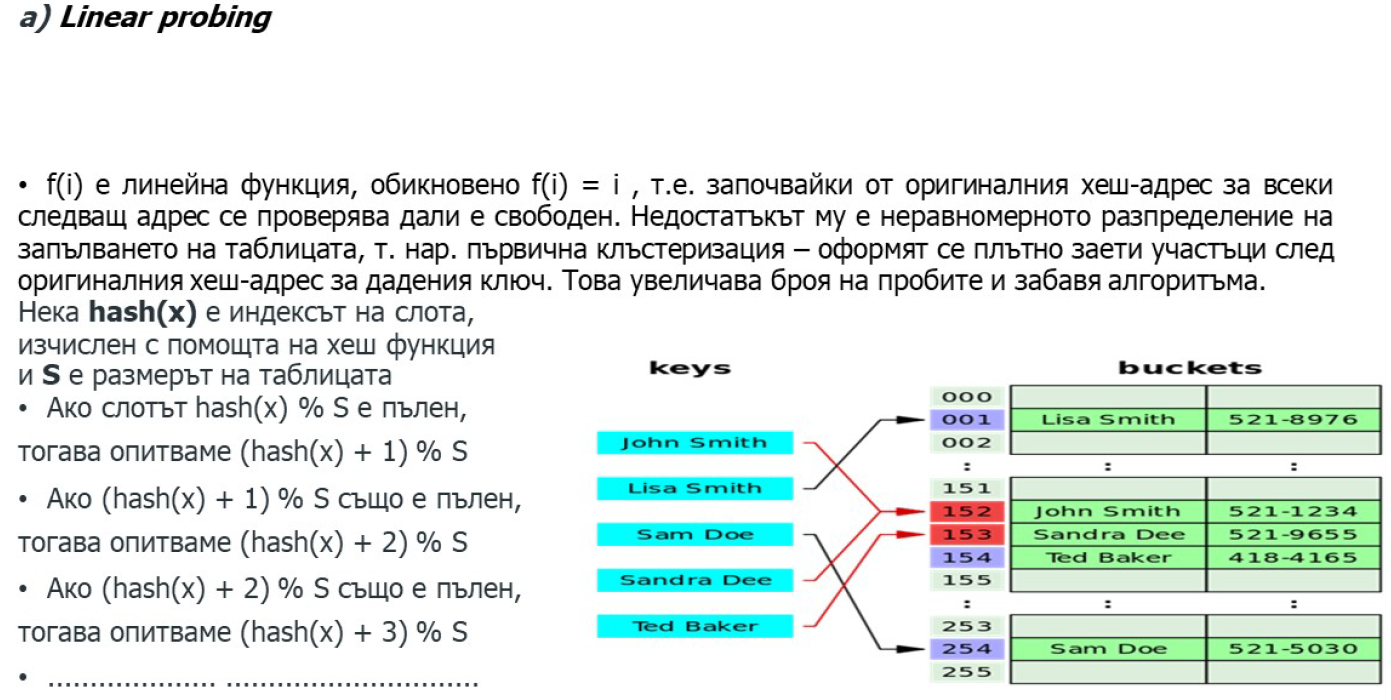 a) Linear probing
• f(i) е линейна функция, обикновено f(i) = i , т.е. започвайки от оригиналния хеш-адрес за всеки
следващ адрес се проверява дали е свободен. Недостатъкът му е неравномерното разпределение на
запълването на таблицата, т. нар. първична клъстеризация – оформят се плътно заети участъци след
оригиналния хеш-адрес за дадения ключ. Това увеличава броя на пробите и забавя алгоритъма.
Нека hash(x) е индексът на слота,
изчислен с помощта на хеш функция
и S е размерът на таблицата
• Ако слотът hash(x) % S е пълен,
тогава опитваме (hash(x) + 1) % S
• Ако (hash(x) + 1) % S също е пълен,
тогава опитваме (hash(x) + 2) % S
• Ако (hash(x) + 2) % S също е пълен,
тогава опитваме (hash(x) + 3) % S
• .................... ..............................
keys
John Smith
Lisa Smith
Sam Doe
Sandra Dee
Ted Baker
buckets
000
001 Lisa Smith 521-8976
002
: : :
151
152 John Smith 521-1234
153 Sandra Dee 521-9655
154 Ted Baker 418-4165
155
: : :
253
254 Sam Doe 521-5030
255